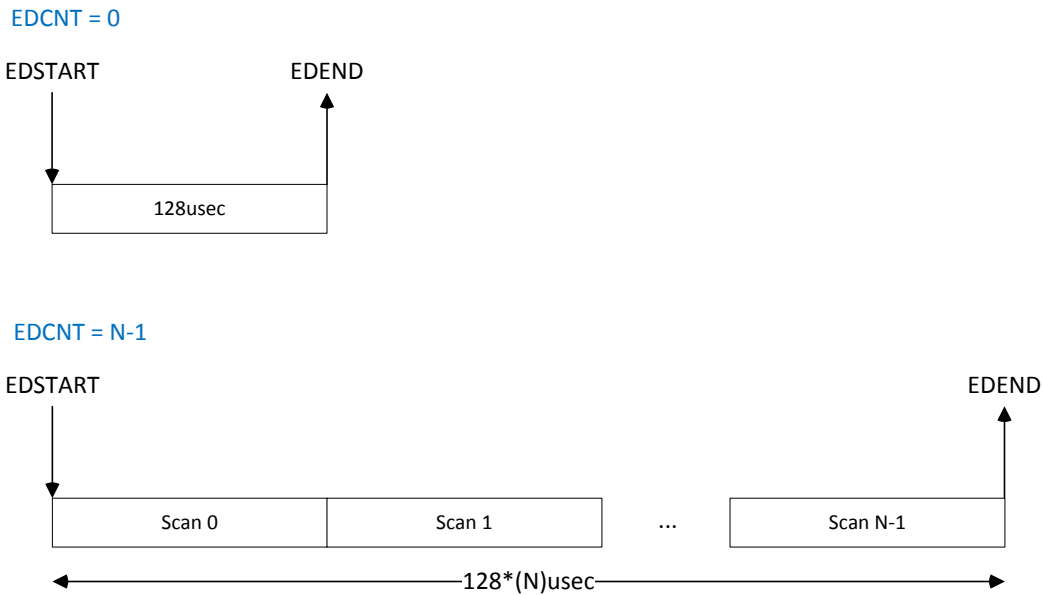 EDCNT = 0
EDSTART EDEND
128usec
EDCNT = N-1
EDSTART EDEND
Scan 0 Scan 1 ... Scan N-1
128*(N)usec